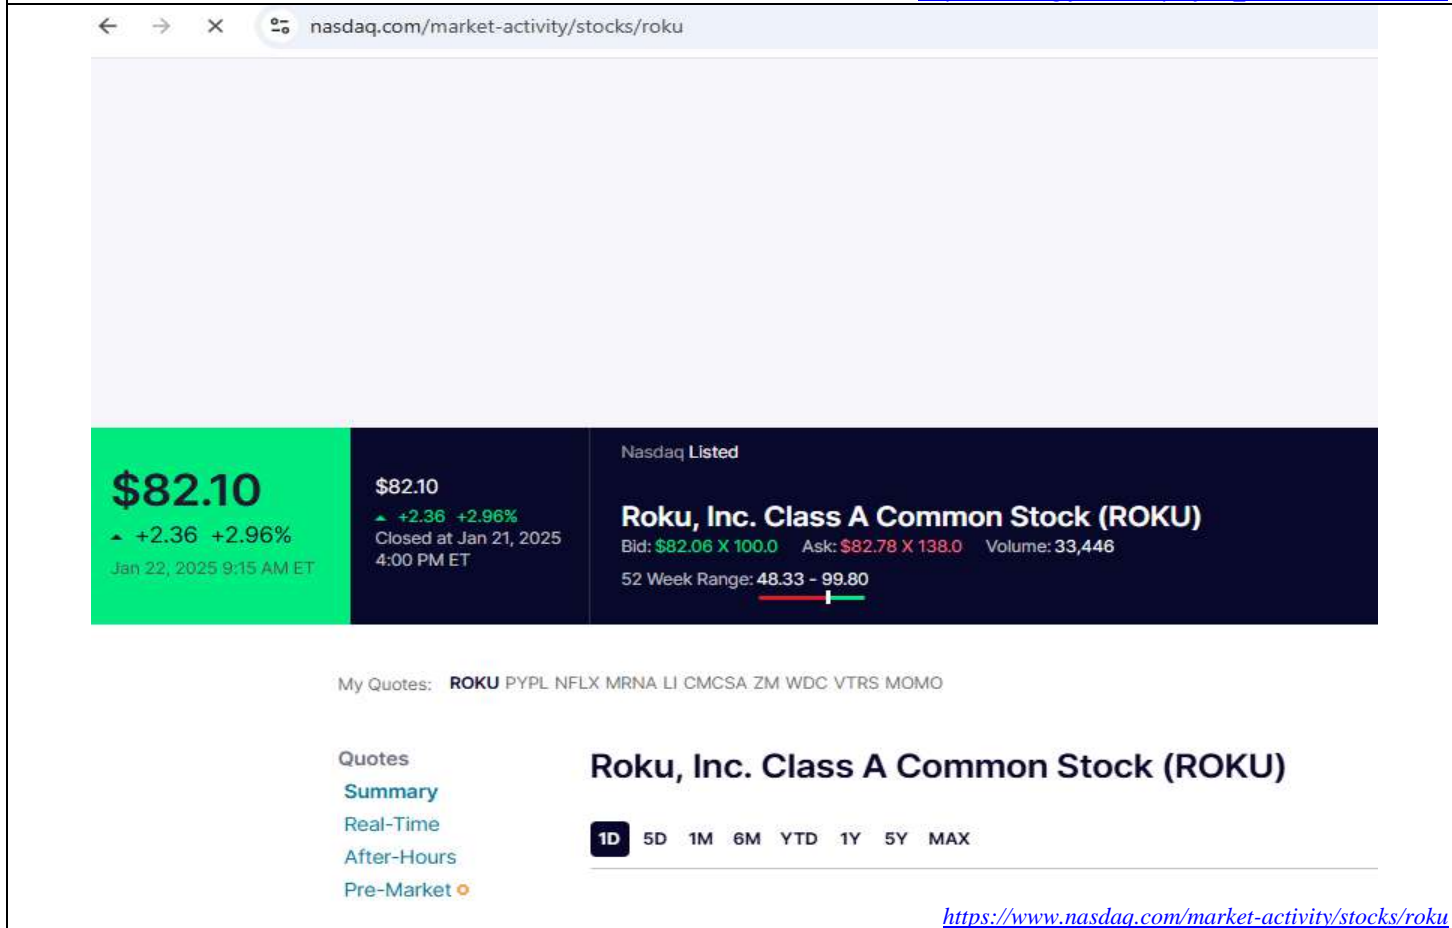 nasdaq.com/market-activity/stocks/roku
Nasdaq Listed
$82.10
+2.36 +2.96%
Jan 22, 2025 9:15 AM ET
$82.10
+2.36 +2.96%
Closed at Jan 21, 2025
4:00 PM ET
Roku, Inc. Class A Common Stock (ROKU)
Bid: $82.06 X 100.0 Ask: $82.78 X 138.0 Volume: 33,446
52 Week Range: 48.33 - 99.80
My Quotes: ROKU PYPL NFLX MRNA LI CMCSA ZM WDC VTRS MOMO
Quotes
Summary
Real-Time
After-Hours
Pre-Market
Roku, Inc. Class A Common Stock (ROKU)
1D 5D 1M 6M YTD 1Y 5Y MAX
https://www.nasdaq.com/market-activity/stocks/roku